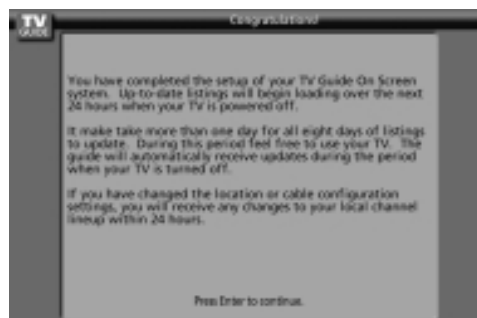 Congratulations!
TV
GUIDE
You have completed the setup of your TV Guide On Screen
system. Up-to-date listings will begin loading over the next
24 hours when your TV is powered off.
It make take more than one day for all eight days of listings
to update. During this period feel free to use your TV. The
guide will automatically receive updates during the period
when your TV is turned off.
If you have changed the location or cable configuration
settings, you will receive any changes to your local channel
lineup within 24 hours.
Press Enter to continue.